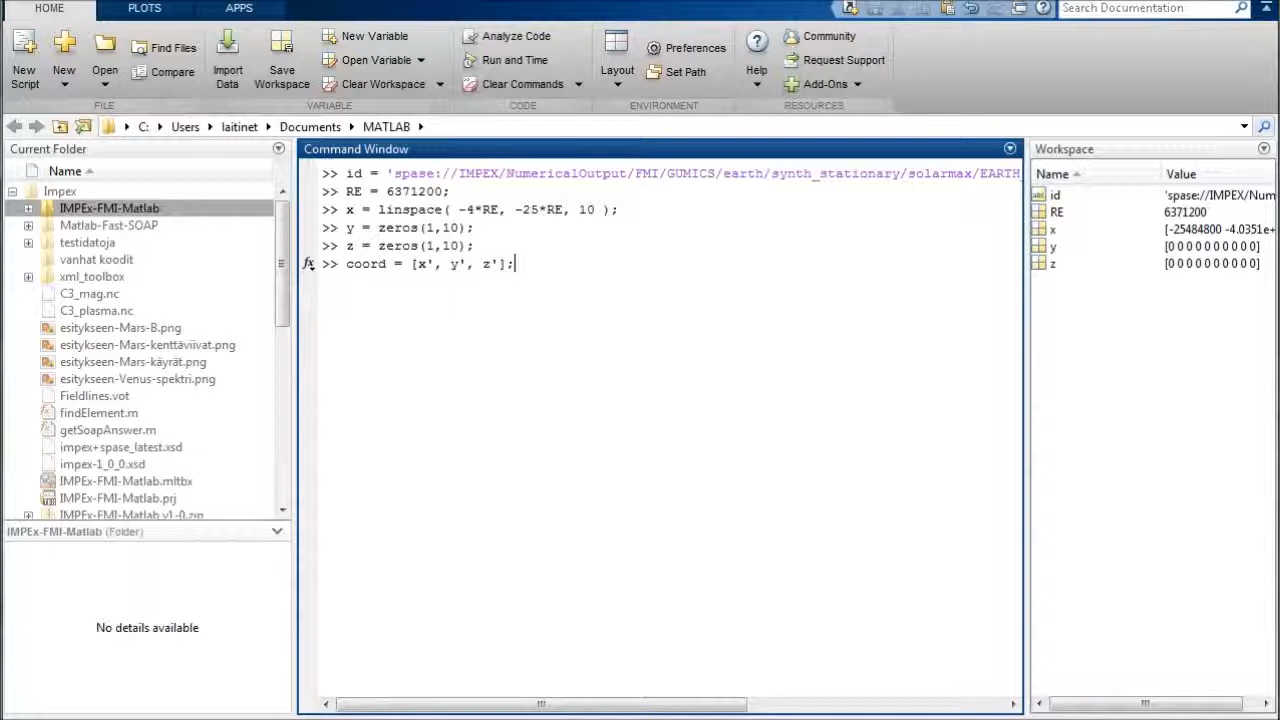 HOME PLOTS APPS Search Documentation
New Script New Open Find Files Compare Import Data Save Workspace New Variable Open Variable Clear Workspace Analyze Code Run and Time Clear Commands Layout Preferences Set Path Help Community Request Support Add-Ons
FILE VARIABLE CODE ENVIRONMENT RESOURCES
C: Users laitinet Documents MATLAB
Current Folder
Name
Impex
IMPEx-FMI-Matlab
Matlab-Fast-SOAP
testidatoja
vanhat koodit
xml_toolbox
C3_mag.nc
C3_plasma.nc
esitykseen-Mars-B.png
esitykseen-Mars-kenttäviivat.png
esitykseen-Mars-käyrät.png
esitykseen-Venus-spektri.png
Fieldlines.vot
findElement.m
getSoapAnswer.m
impex+spase_latest.xsd
impex-1_0_0.xsd
IMPEx-FMI-Matlab.mltbx
IMPEx-FMI-Matlab.prj
IMPEx-FMI-Matlab.v1-0.zip
IMPEx-FMI-Matlab (Folder)
No details available
Command Window
>> id = 'spase://IMPEX/NumericalOutput/FMI/GUMICS/earth/synth_stationary/solarmax/EARTH_
>> RE = 6371200;
>> x = linspace( -4*RE, -25*RE, 10 );
>> y = zeros(1,10);
>> z = zeros(1,10);
fx >> coord = [x', y', z'];
Workspace
Name Value
id 'spase://IMPEX/Num
RE 6371200
x [-25484800 -4.0351e+
y [0 0 0 0 0 0 0 0 0 0]
z [0 0 0 0 0 0 0 0 0 0]